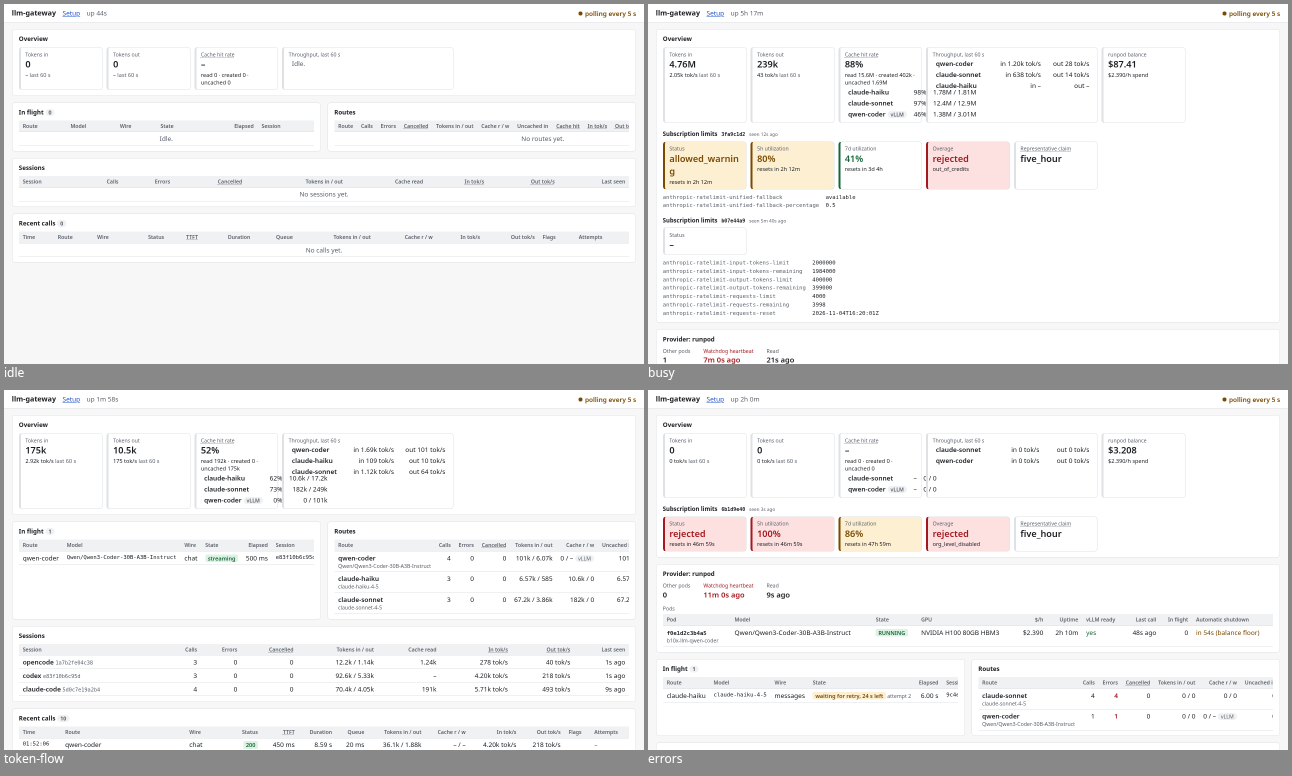 llm-gateway Setup up 44s polling every 5 s
Overview
Tokens in
0
– last 60 s
Tokens out
0
– last 60 s
Cache hit rate
–
read 0 · created 0 ·
uncached 0
Throughput, last 60 s
Idle.
In flight 0
Route Model Wire State Elapsed Session
Idle.
Routes
Route Calls Errors Cancelled Tokens in / out Cache r / w Uncached in Cache hit In tok/s Out t
No routes yet.
Sessions
Session Calls Errors Cancelled Tokens in / out Cache read In tok/s Out tok/s Last seen
No sessions yet.
Recent calls 0
Time Route Wire Status TTFT Duration Queue Tokens in / out Cache r / w In tok/s Out tok/s Flags Attempts
No calls yet.
idle
llm-gateway Setup up 5h 17m polling every 5 s
Overview
Tokens in
4.76M
2.05k tok/s last 60 s
Tokens out
239k
43 tok/s last 60 s
Cache hit rate
88%
read 15.6M · created 402k ·
uncached 1.69M
claude-haiku 98% 1.78M / 1.81M
claude-sonnet 97% 12.4M / 12.9M
qwen-coder vLLM 46% 1.38M / 3.01M
Throughput, last 60 s
qwen-coder in 1.20k tok/s out 28 tok/s
claude-sonnet in 638 tok/s out 14 tok/s
claude-haiku in – out –
runpod balance
$87.41
$2.390/h spend
Subscription limits 3fa9c1d2 seen 12s ago
Status
allowed_warnin
g
resets in 2h 12m
5h utilization
80%
resets in 2h 12m
7d utilization
41%
resets in 3d 4h
Overage
rejected
out_of_credits
Representative claim
five_hour
anthropic-ratelimit-unified-fallback available
anthropic-ratelimit-unified-fallback-percentage 0.5
Subscription limits b07e44a9 seen 5m 40s ago
Status
–
anthropic-ratelimit-input-tokens-limit 2000000
anthropic-ratelimit-input-tokens-remaining 1984000
anthropic-ratelimit-output-tokens-limit 400000
anthropic-ratelimit-output-tokens-remaining 399000
anthropic-ratelimit-requests-limit 4000
anthropic-ratelimit-requests-remaining 3998
anthropic-ratelimit-requests-reset 2026-11-04T16:20:01Z
Provider: runpod
Other pods Watchdog heartbeat Read
1 7m 0s ago 21s ago
busy
llm-gateway Setup up 1m 58s polling every 5 s
Overview
Tokens in
175k
2.92k tok/s last 60 s
Tokens out
10.5k
175 tok/s last 60 s
Cache hit rate
52%
read 192k · created 0 ·
uncached 175k
claude-haiku 62% 10.6k / 17.2k
claude-sonnet 73% 182k / 249k
qwen-coder vLLM 0% 0 / 101k
Throughput, last 60 s
qwen-coder in 1.69k tok/s out 101 tok/s
claude-haiku in 109 tok/s out 10 tok/s
claude-sonnet in 1.12k tok/s out 64 tok/s
In flight 1
Route Model Wire State Elapsed Session
qwen-coder Qwen/Qwen3-Coder-30B-A3B-Instruct chat streaming 500 ms e83f10b6c95d
Routes
Route Calls Errors Cancelled Tokens in / out Cache r / w Uncached i
qwen-coder 4 0 0 101k / 6.07k 0 / – vLLM 101
Qwen/Qwen3-Coder-30B-A3B-Instruct
claude-haiku 3 0 0 6.57k / 585 10.6k / 0 6.57
claude-haiku-4-5
claude-sonnet 3 0 0 67.2k / 3.86k 182k / 0 67.2
claude-sonnet-4-5
Sessions
Session Calls Errors Cancelled Tokens in / out Cache read In tok/s Out tok/s Last seen
opencode 1a7b2fe04c38 3 0 0 12.2k / 1.14k 1.24k 278 tok/s 40 tok/s 1s ago
codex e83f10b6c95d 3 0 0 92.6k / 5.33k – 4.20k tok/s 218 tok/s 1s ago
claude-code 5d0c7e19a2b4 4 0 0 70.4k / 4.05k 191k 5.71k tok/s 493 tok/s 9s ago
Recent calls 10
Time Route Wire Status TTFT Duration Queue Tokens in / out Cache r / w In tok/s Out tok/s Flags Attempts
01:52:06 qwen-coder chat 200 450 ms 8.59 s 20 ms 36.1k / 1.88k – / – 4.20k tok/s 218 tok/s –
token-flow
llm-gateway Setup up 2h 0m polling every 5 s
Overview
Tokens in
0
0 tok/s last 60 s
Tokens out
0
0 tok/s last 60 s
Cache hit rate
–
read 0 · created 0 ·
uncached 0
claude-sonnet – 0 / 0
qwen-coder vLLM – 0 / 0
Throughput, last 60 s
claude-sonnet in 0 tok/s out 0 tok/s
qwen-coder in 0 tok/s out 0 tok/s
runpod balance
$3.208
$2.390/h spend
Subscription limits 6b1d9e40 seen 3s ago
Status
rejected
resets in 46m 59s
5h utilization
100%
resets in 46m 59s
7d utilization
86%
resets in 47h 59m
Overage
rejected
org_level_disabled
Representative claim
five_hour
Provider: runpod
Other pods Watchdog heartbeat Read
0 11m 0s ago 9s ago
Pods
Pod Model State GPU $/h Uptime vLLM ready Last call In flight Automatic shutdown
f0e1d2c3b4a5 Qwen/Qwen3-Coder-30B-A3B-Instruct RUNNING NVIDIA H100 80GB HBM3 $2.390 2h 10m yes 48s ago 0 in 54s (balance floor)
b10x-llm-qwen-coder
In flight 1
Route Model Wire State Elapsed Sessi
claude-haiku claude-haiku-4-5 messages waiting for retry, 24 s left attempt 2 6.00 s 9c4e
Routes
Route Calls Errors Cancelled Tokens in / out Cache r / w Uncached i
claude-sonnet 4 4 0 0 / 0 0 / 0
claude-sonnet-4-5
qwen-coder 1 1 0 0 / 0 0 / – vLLM
Qwen/Qwen3-Coder-30B-A3B-Instruct
errors